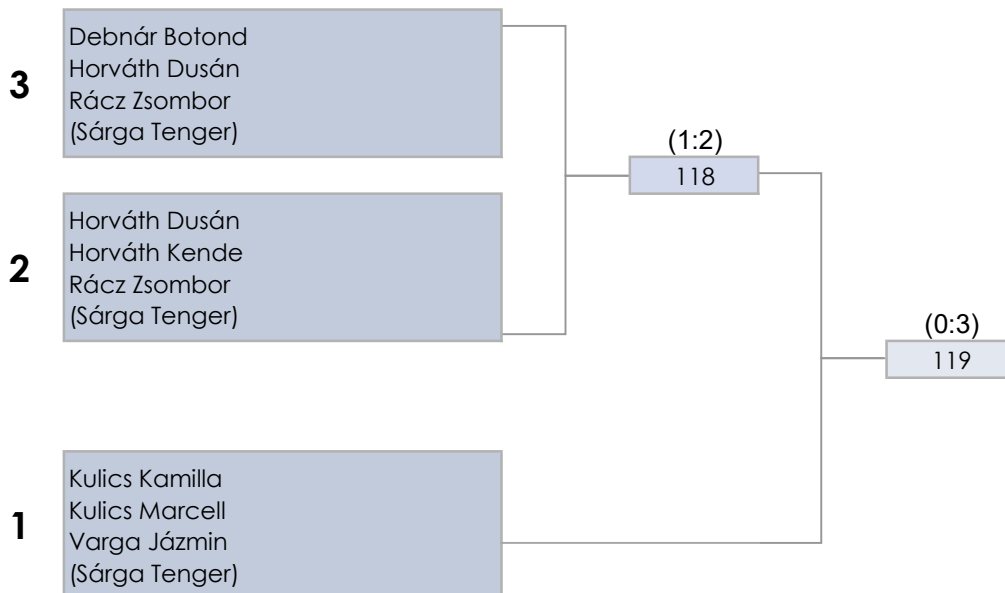 3
Debnár Botond
Horváth Dusán
Rácz Zsombor
(Sárga Tenger)
(1:2)
118
2
Horváth Dusán
Horváth Kende
Rácz Zsombor
(Sárga Tenger)
(0:3)
119
1
Kulics Kamilla
Kulics Marcell
Varga Jázmin
(Sárga Tenger)